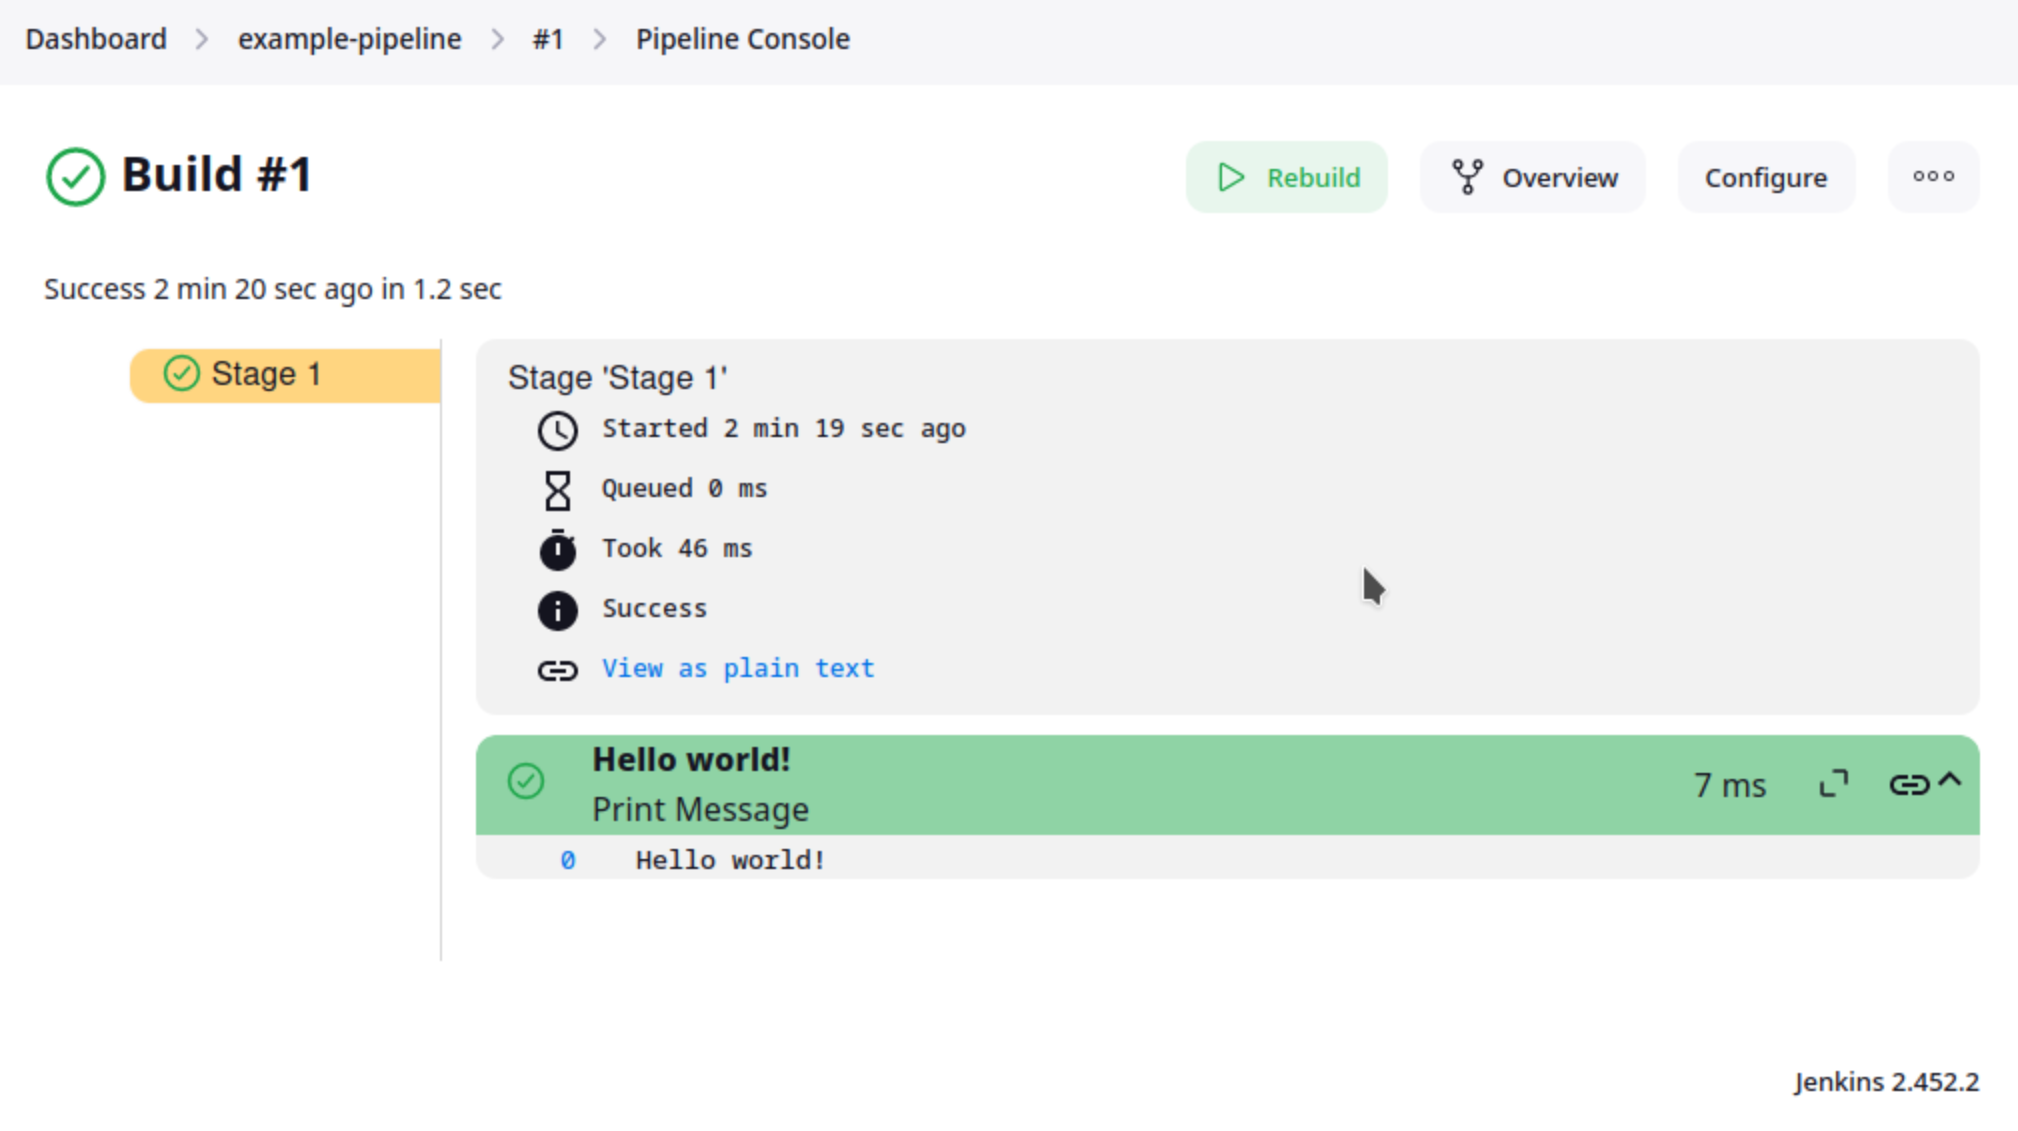 Dashboard > example-pipeline > #1 > Pipeline Console
Build #1
Rebuild
Overview
Configure
Success 2 min 20 sec ago in 1.2 sec
Stage 1
Stage 'Stage 1'
Started 2 min 19 sec ago
Queued 0 ms
Took 46 ms
Success
View as plain text
Hello world!
Print Message
7 ms
0 Hello world!
Jenkins 2.452.2